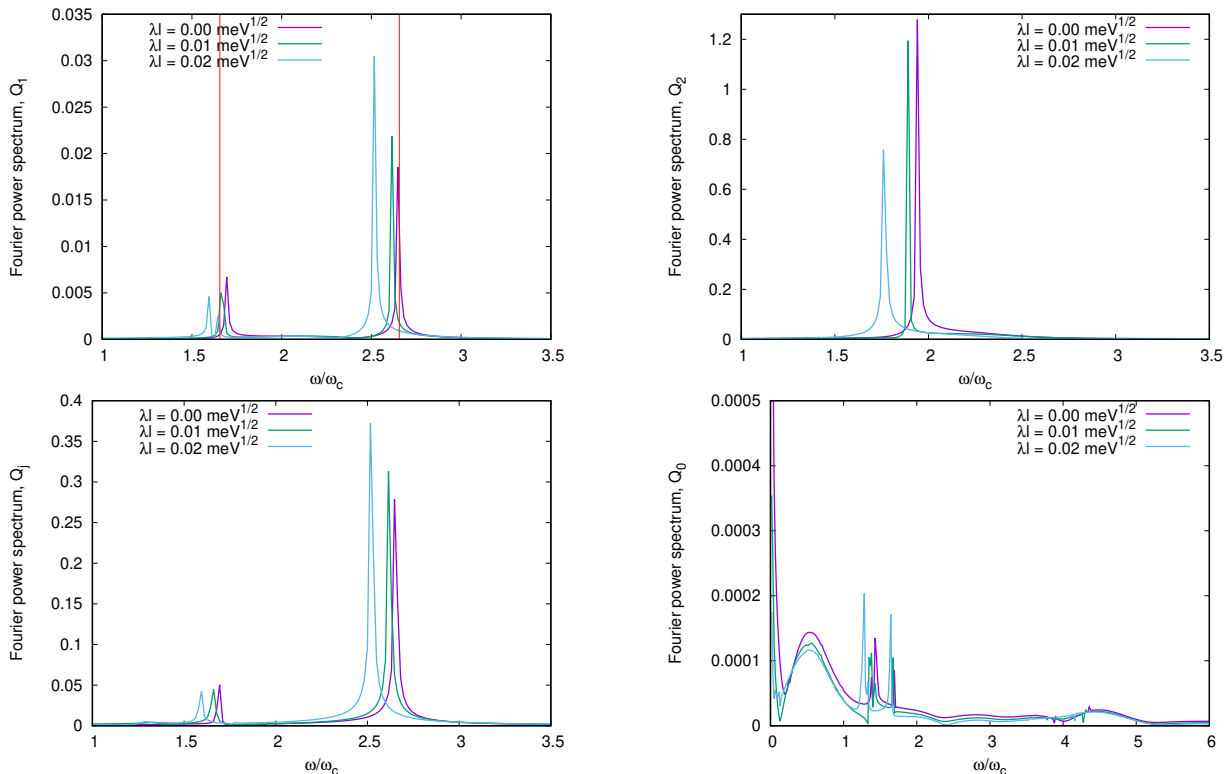 0.035
0.03
0.025
0.02
0.015
0.01
0.005
0
1 1.5 2 2.5 3 3.5
Fourier power spectrum, Q₁
ω/ω_c
λl = 0.00 meV^1/2
λl = 0.01 meV^1/2
λl = 0.02 meV^1/2
1.2
1
0.8
0.6
0.4
0.2
0
1 1.5 2 2.5 3 3.5
Fourier power spectrum, Q₂
ω/ω_c
λl = 0.00 meV^1/2
λl = 0.01 meV^1/2
λl = 0.02 meV^1/2
0.4
0.35
0.3
0.25
0.2
0.15
0.1
0.05
0
1 1.5 2 2.5 3 3.5
Fourier power spectrum, Q_j
ω/ω_c
λl = 0.00 meV^1/2
λl = 0.01 meV^1/2
λl = 0.02 meV^1/2
0.0005
0.0004
0.0003
0.0002
0.0001
0
0 1 2 3 4 5 6
Fourier power spectrum, Q₀
ω/ω_c
λl = 0.00 meV^1/2
λl = 0.01 meV^1/2
λl = 0.02 meV^1/2